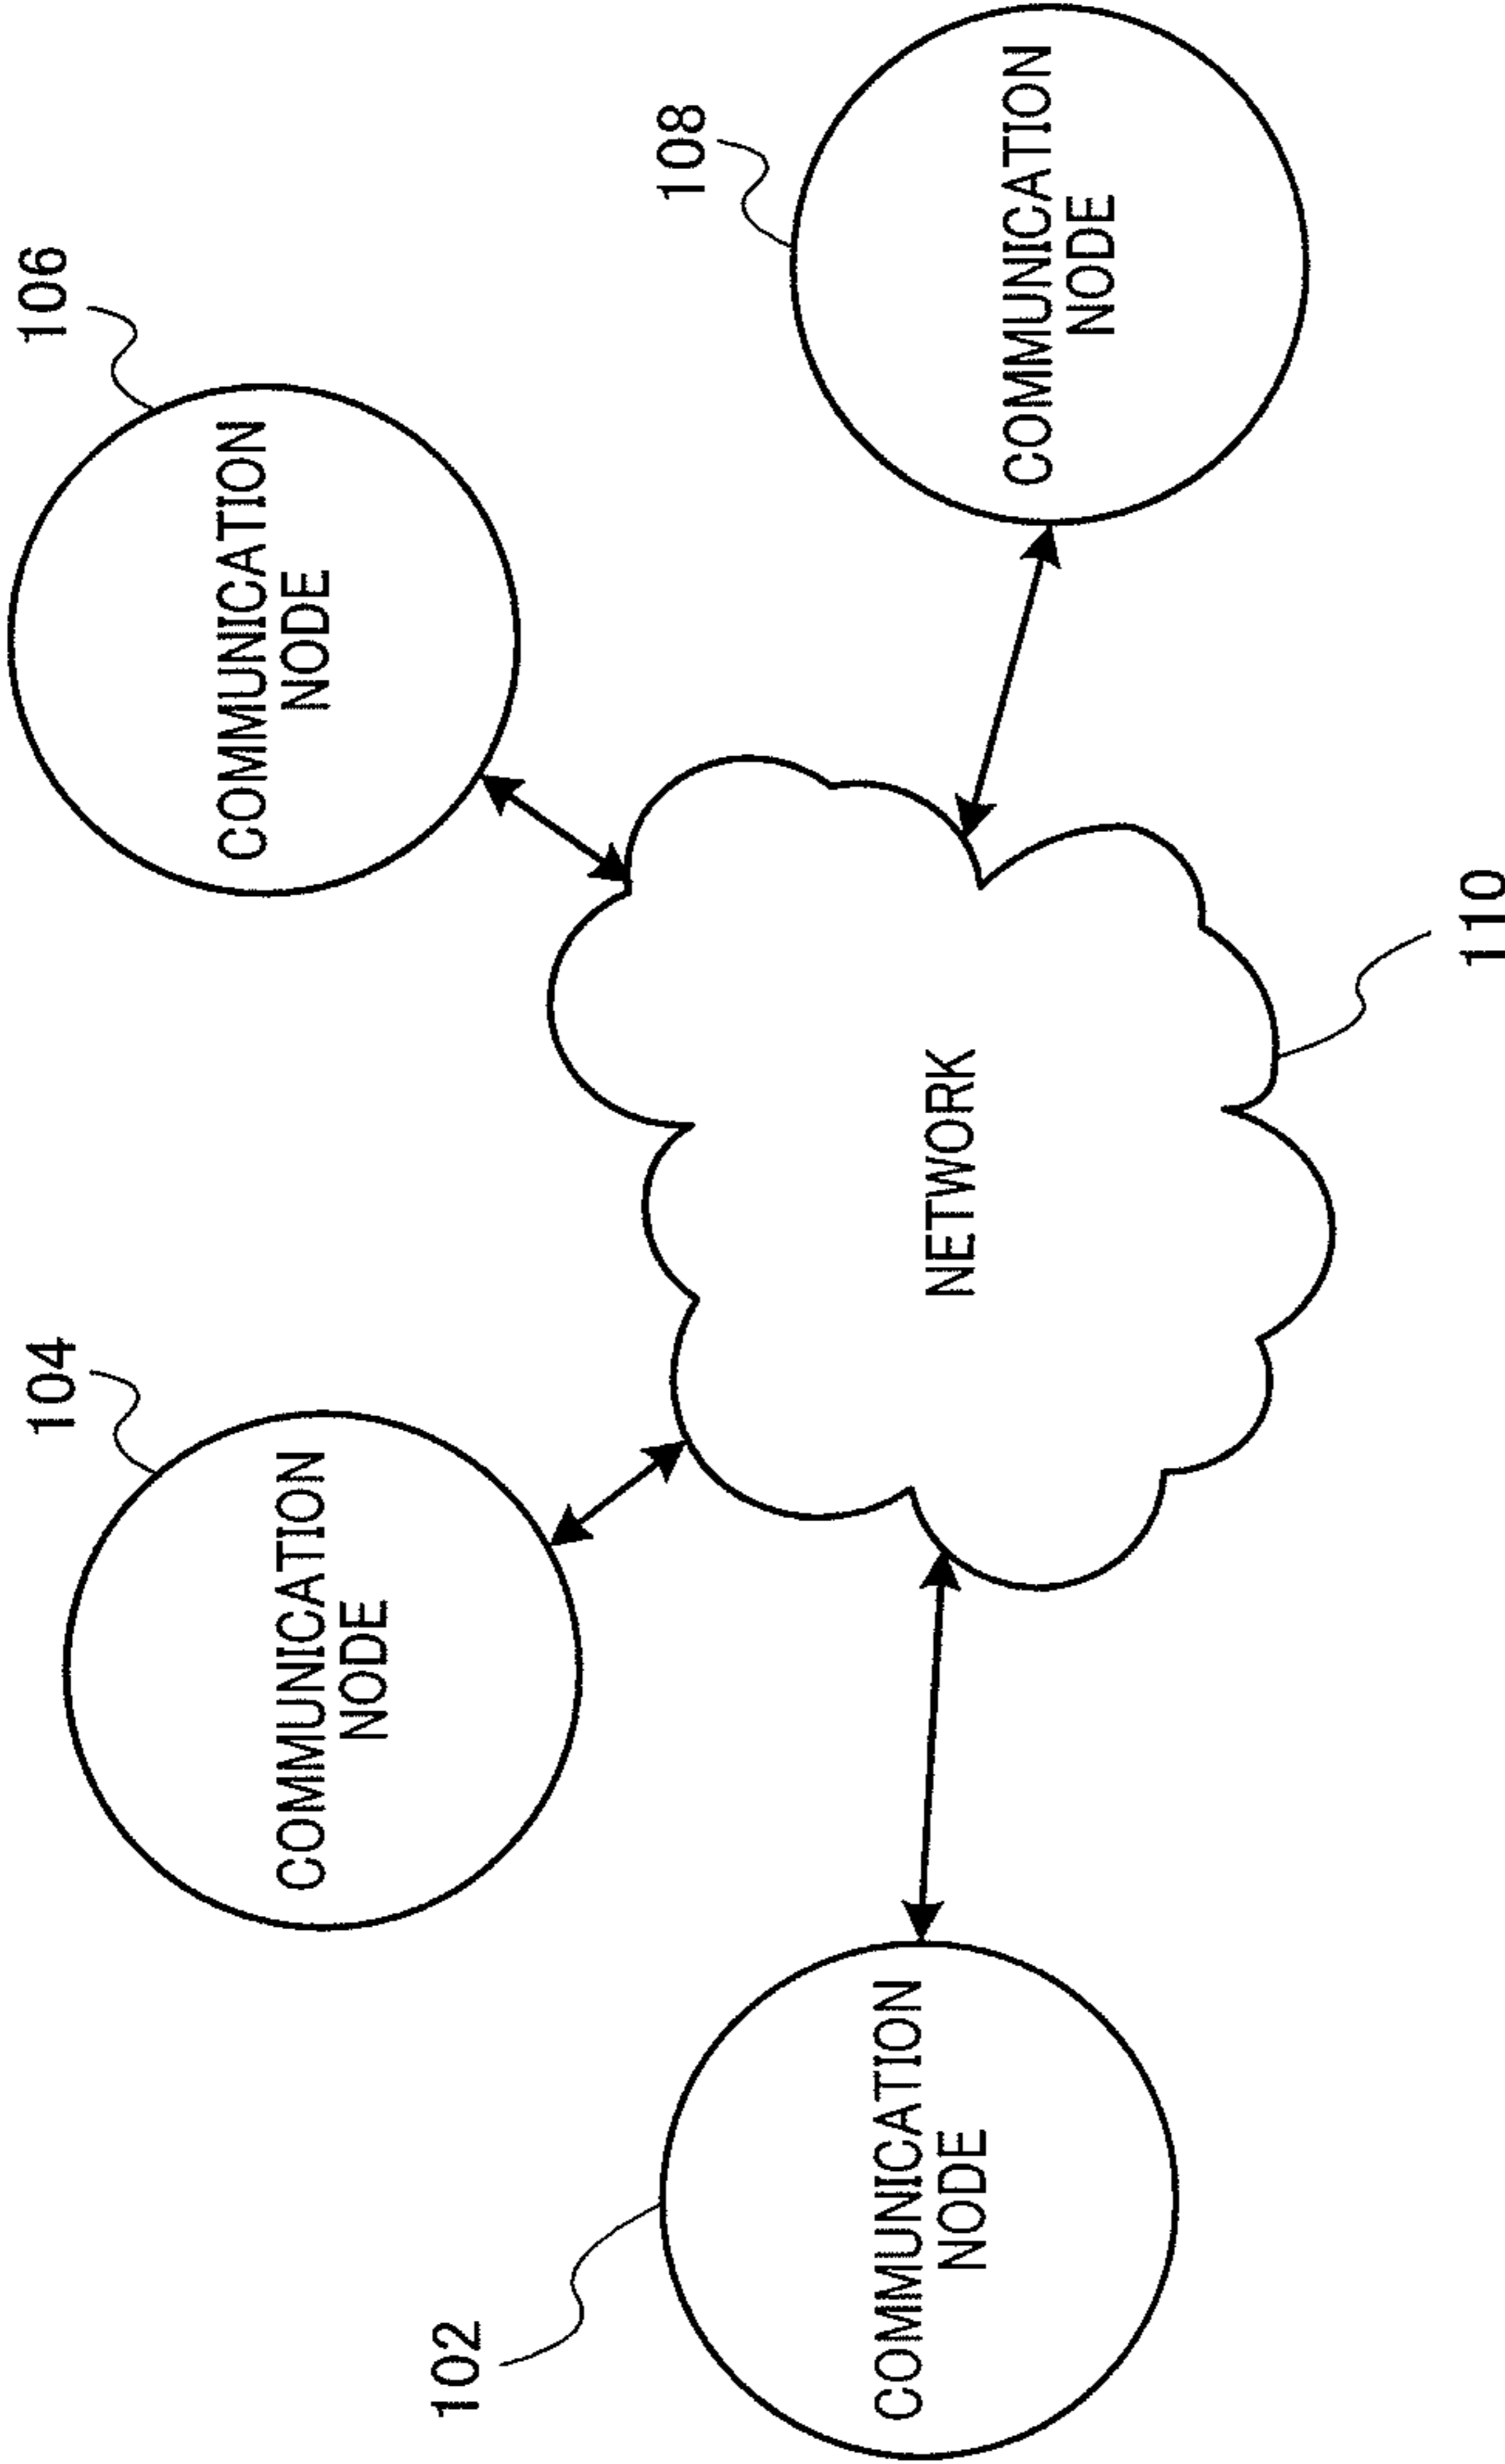 106
104
COMMUNICATION
NODE
COMMUNICATION
NODE
108
102
COMMUNICATION
NODE
NETWORK
COMMUNICATION
NODE
110